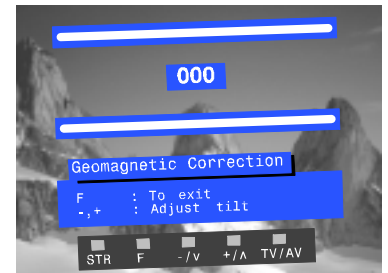 000
Geomagnetic Correction
F : To exit
-,+ : Adjust tilt
STR F -/v +/ʌ TV/AV